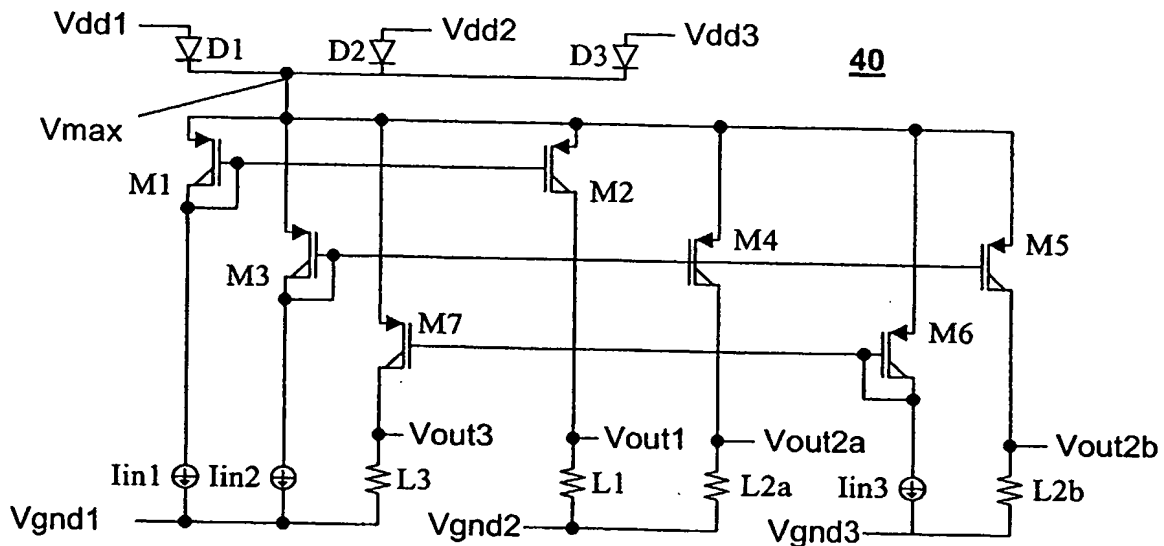 Vdd1
D1
D2
Vdd2
D3
Vdd3
40
Vmax
M1
M2
M3
M4
M5
M7
M6
Vout3
Vout1
Vout2a
Vout2b
Iin1
Iin2
L3
L1
L2a
Iin3
L2b
Vgnd1
Vgnd2
Vgnd3